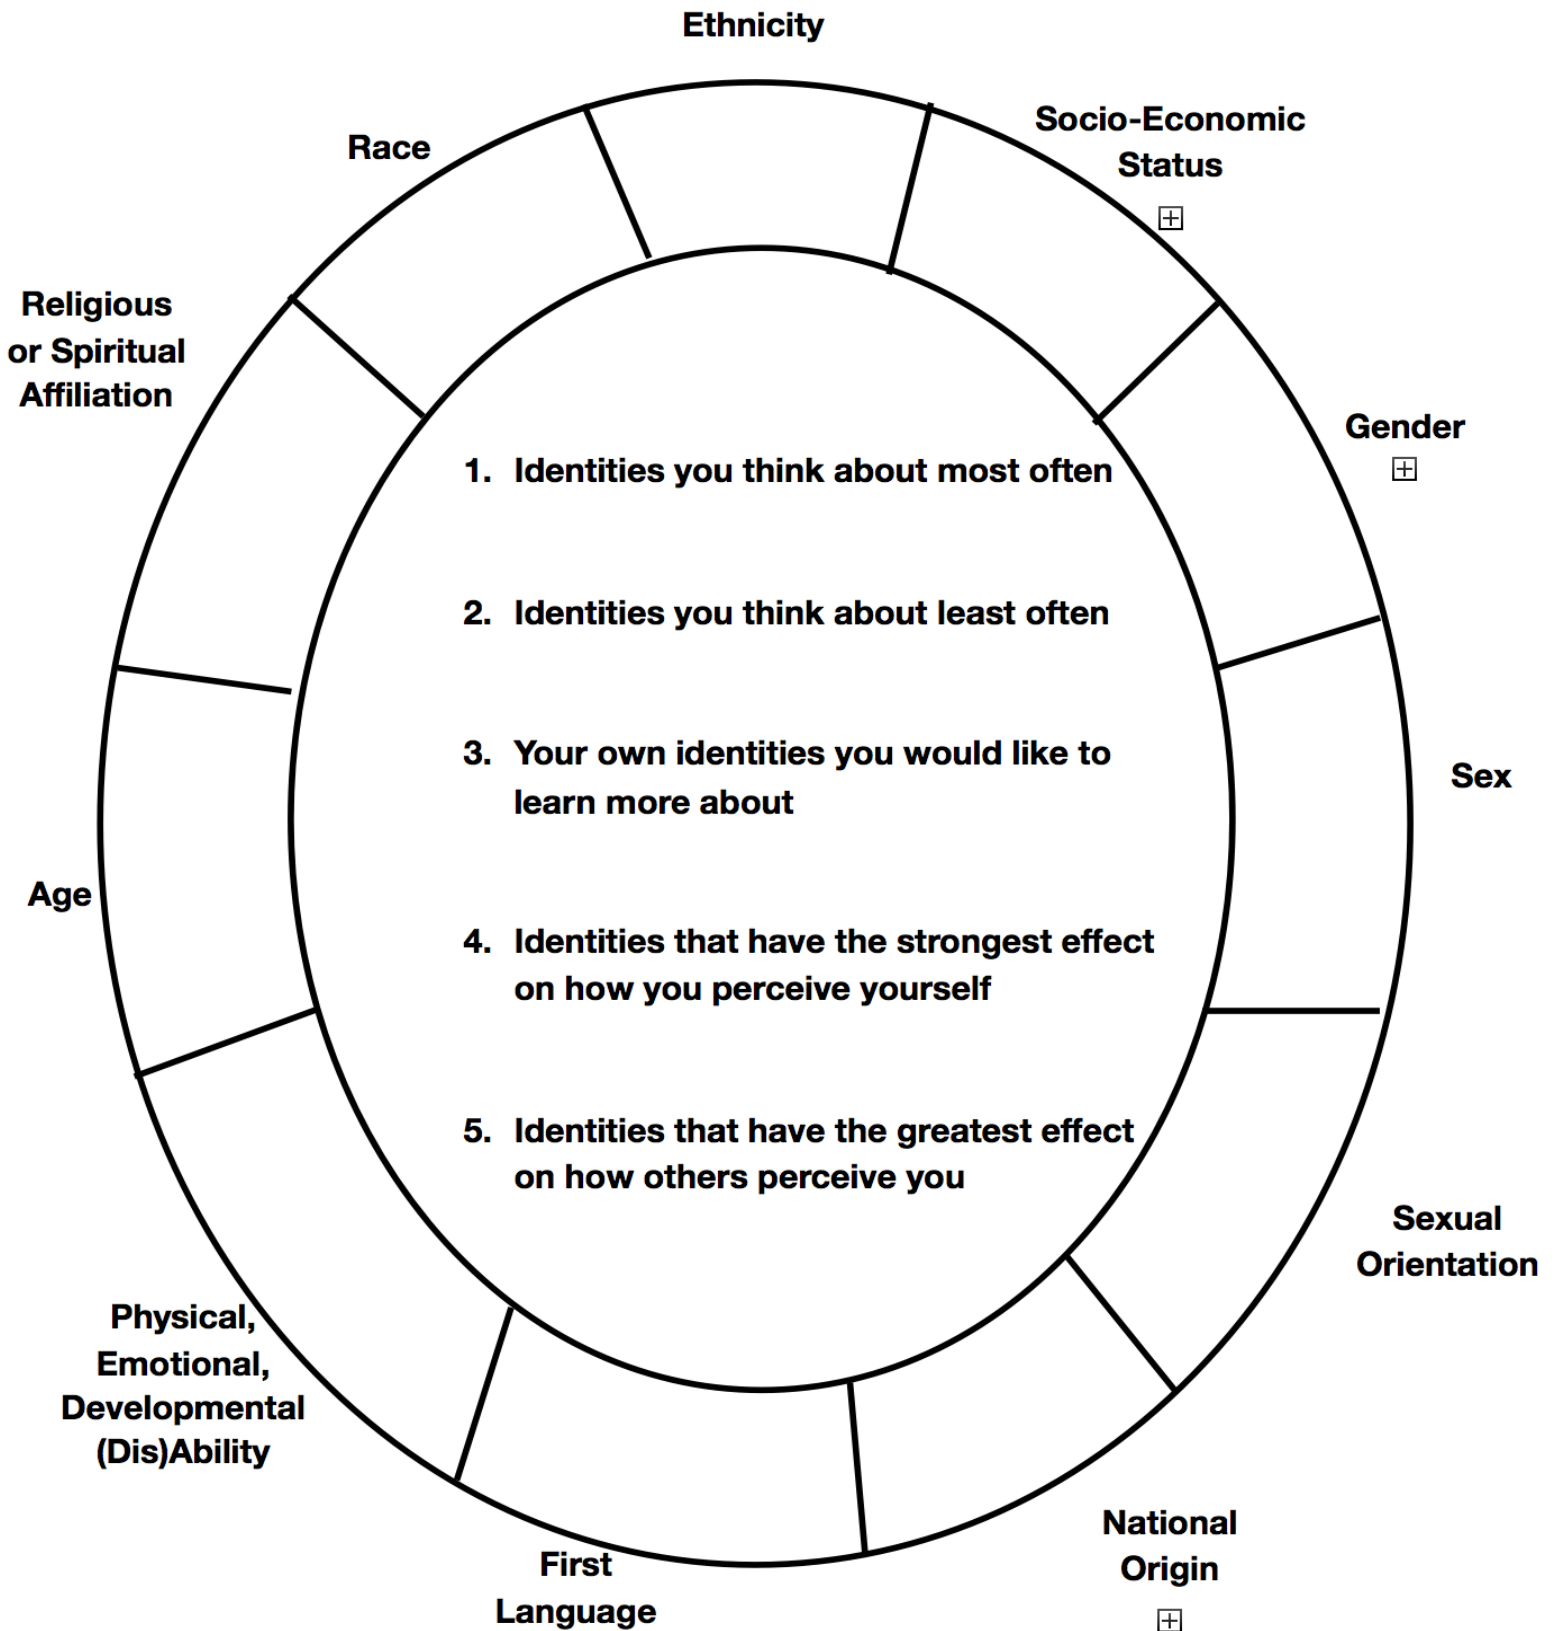 Ethnicity
Socio-Economic
Status
Race
Religious
or Spiritual
Affiliation
Gender
1. Identities you think about most often
2. Identities you think about least often
3. Your own identities you would like to
learn more about
Sex
Age
4. Identities that have the strongest effect
on how you perceive yourself
5. Identities that have the greatest effect
on how others perceive you
Sexual
Orientation
Physical,
Emotional,
Developmental
(Dis)Ability
National
Origin
First
Language